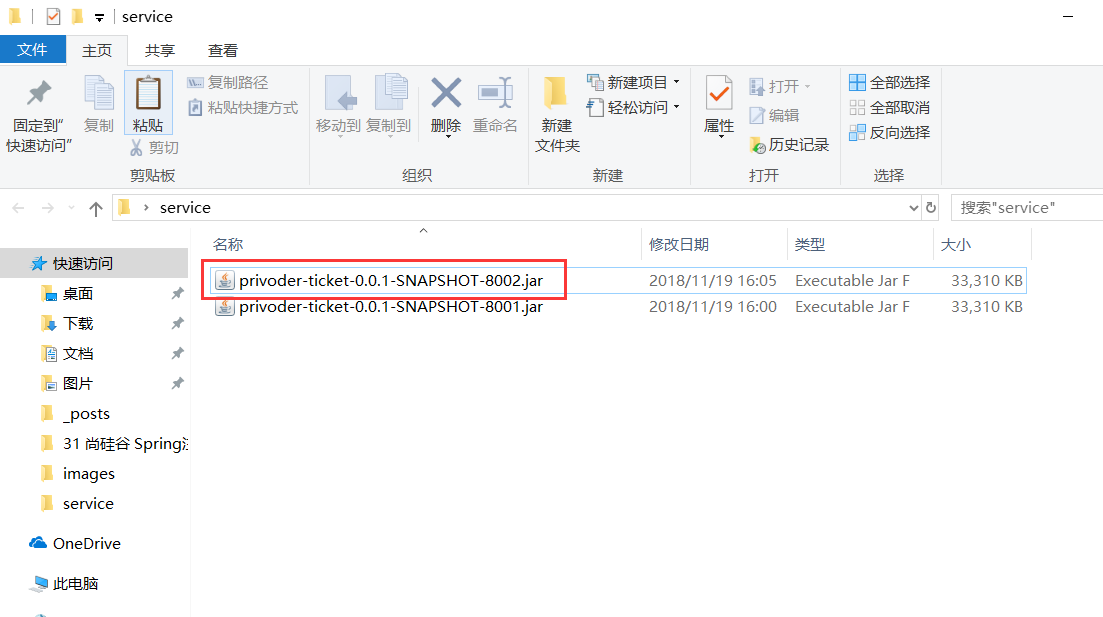 service
文件 主页 共享 查看
固定到"
快速访问"
复制
粘贴
复制路径
粘贴快捷方式
剪切
剪贴板
移动到 复制到 删除 重命名
组织
新建
文件夹
新建项目
轻松访问
新建
属性
打开
编辑
历史记录
打开
全部选择
全部取消
反向选择
选择
service
搜索"service"
名称 修改日期 类型 大小
privoder-ticket-0.0.1-SNAPSHOT-8002.jar 2018/11/19 16:05 Executable Jar F 33,310 KB
privoder-ticket-0.0.1-SNAPSHOT-8001.jar 2018/11/19 16:00 Executable Jar F 33,310 KB
快速访问
桌面
下载
文档
图片
_posts
31 尚硅谷 Spring
images
service
OneDrive
此电脑